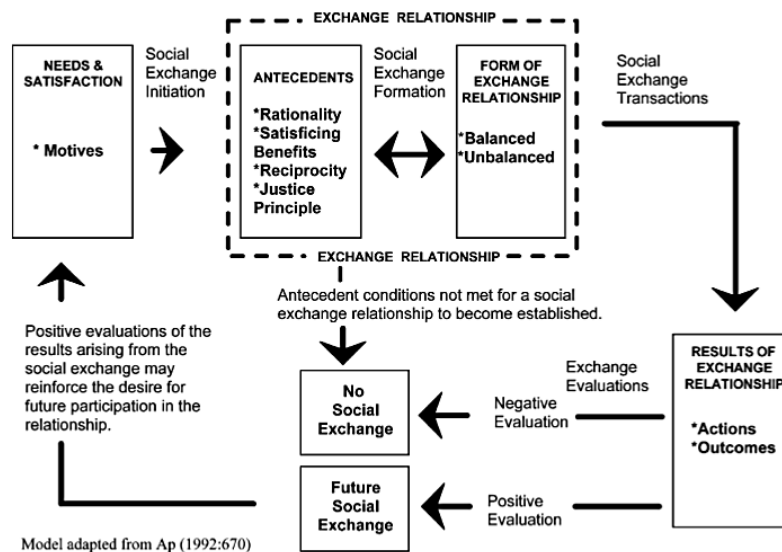 EXCHANGE RELATIONSHIP
NEEDS &
SATISFACTION
* Motives
Social
Exchange
Initiation
ANTECEDENTS
*Rationality
*Satisficing
Benefits
*Reciprocity
*Justice
Principle
Social
Exchange
Formation
FORM OF
EXCHANGE
RELATIONSHIP
*Balanced
*Unbalanced
Social
Exchange
Transactions
EXCHANGE RELATIONSHIP
Antecedent conditions not met for a social
exchange relationship to become established.
Positive evaluations of the
results arising from the
social exchange may
reinforce the desire for
future participation in the
relationship.
No
Social
Exchange
Negative
Evaluation
Exchange
Evaluations
RESULTS OF
EXCHANGE
RELATIONSHIP
*Actions
*Outcomes
Future
Social
Exchange
Positive
Evaluation
Model adapted from Ap (1992:670)